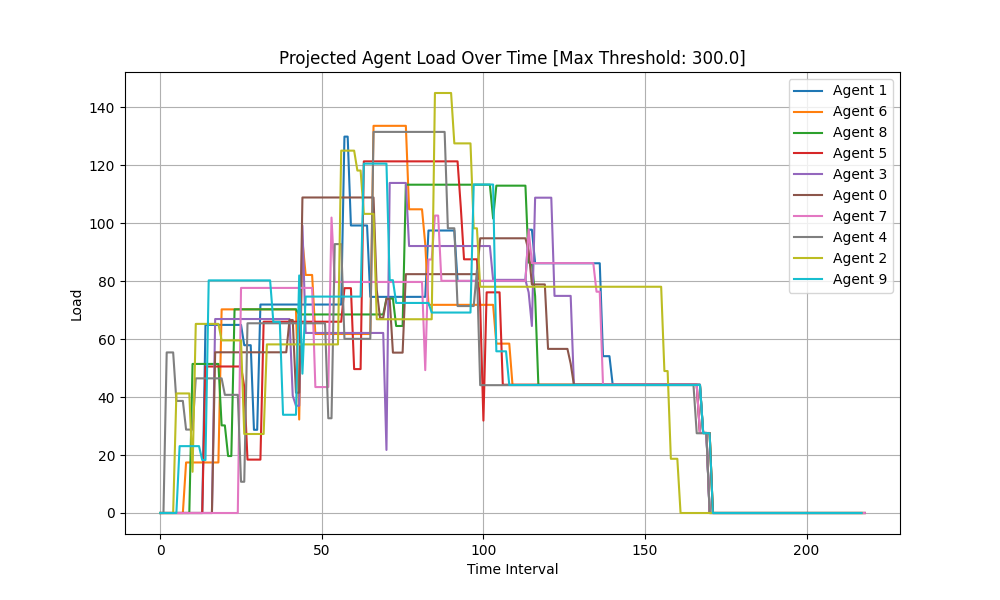 Projected Agent Load Over Time [Max Threshold: 300.0]
Load
140
120
100
80
60
40
20
0
0
50
100
150
200
Time Interval
Agent 1
Agent 6
Agent 8
Agent 5
Agent 3
Agent 0
Agent 7
Agent 4
Agent 2
Agent 9